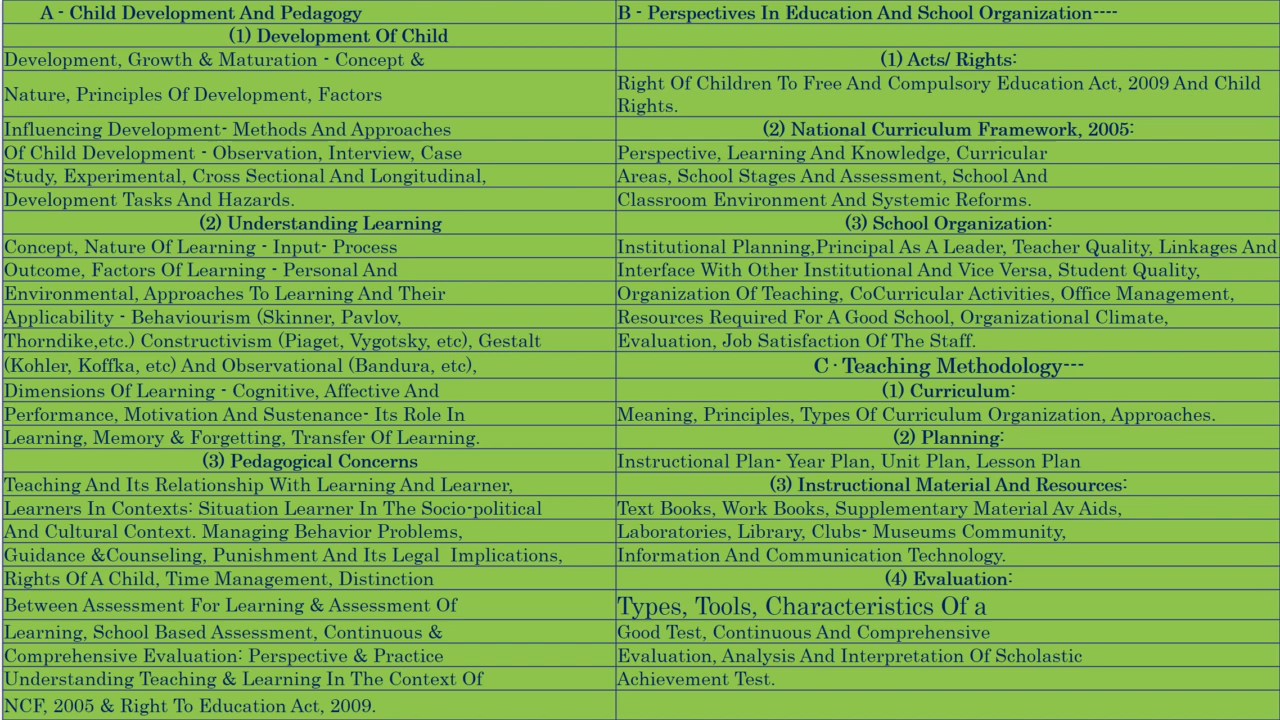 A - Child Development And Pedagogy
(1) Development Of Child
Development, Growth & Maturation - Concept &
Nature, Principles Of Development, Factors
Influencing Development- Methods And Approaches
Of Child Development - Observation, Interview, Case
Study, Experimental, Cross Sectional And Longitudinal,
Development Tasks And Hazards.
(2) Understanding Learning
Concept, Nature Of Learning - Input- Process
Outcome, Factors Of Learning - Personal And
Environmental, Approaches To Learning And Their
Applicability - Behaviourism (Skinner, Pavlov,
Thorndike,etc.) Constructivism (Piaget, Vygotsky, etc), Gestalt
(Kohler, Koffka, etc) And Observational (Bandura, etc),
Dimensions Of Learning - Cognitive, Affective And
Performance, Motivation And Sustenance- Its Role In
Learning, Memory & Forgetting, Transfer Of Learning.
(3) Pedagogical Concerns
Teaching And Its Relationship With Learning And Learner,
Learners In Contexts: Situation Learner In The Socio-political
And Cultural Context. Managing Behavior Problems,
Guidance &Counseling, Punishment And Its Legal Implications,
Rights Of A Child, Time Management, Distinction
Between Assessment For Learning & Assessment Of
Learning, School Based Assessment, Continuous &
Comprehensive Evaluation: Perspective & Practice
Understanding Teaching & Learning In The Context Of
NCF, 2005 & Right To Education Act, 2009.
B - Perspectives In Education And School Organization----
(1) Acts/ Rights:
Right Of Children To Free And Compulsory Education Act, 2009 And Child
Rights.
(2) National Curriculum Framework, 2005:
Perspective, Learning And Knowledge, Curricular
Areas, School Stages And Assessment, School And
Classroom Environment And Systemic Reforms.
(3) School Organization:
Institutional Planning,Principal As A Leader, Teacher Quality, Linkages And
Interface With Other Institutional And Vice Versa, Student Quality,
Organization Of Teaching, CoCurricular Activities, Office Management,
Resources Required For A Good School, Organizational Climate,
Evaluation, Job Satisfaction Of The Staff.
C - Teaching Methodology---
(1) Curriculum:
Meaning, Principles, Types Of Curriculum Organization, Approaches.
(2) Planning:
Instructional Plan- Year Plan, Unit Plan, Lesson Plan
(3) Instructional Material And Resources:
Text Books, Work Books, Supplementary Material Av Aids,
Laboratories, Library, Clubs- Museums Community,
Information And Communication Technology.
(4) Evaluation:
Types, Tools, Characteristics Of a
Good Test, Continuous And Comprehensive
Evaluation, Analysis And Interpretation Of Scholastic
Achievement Test.